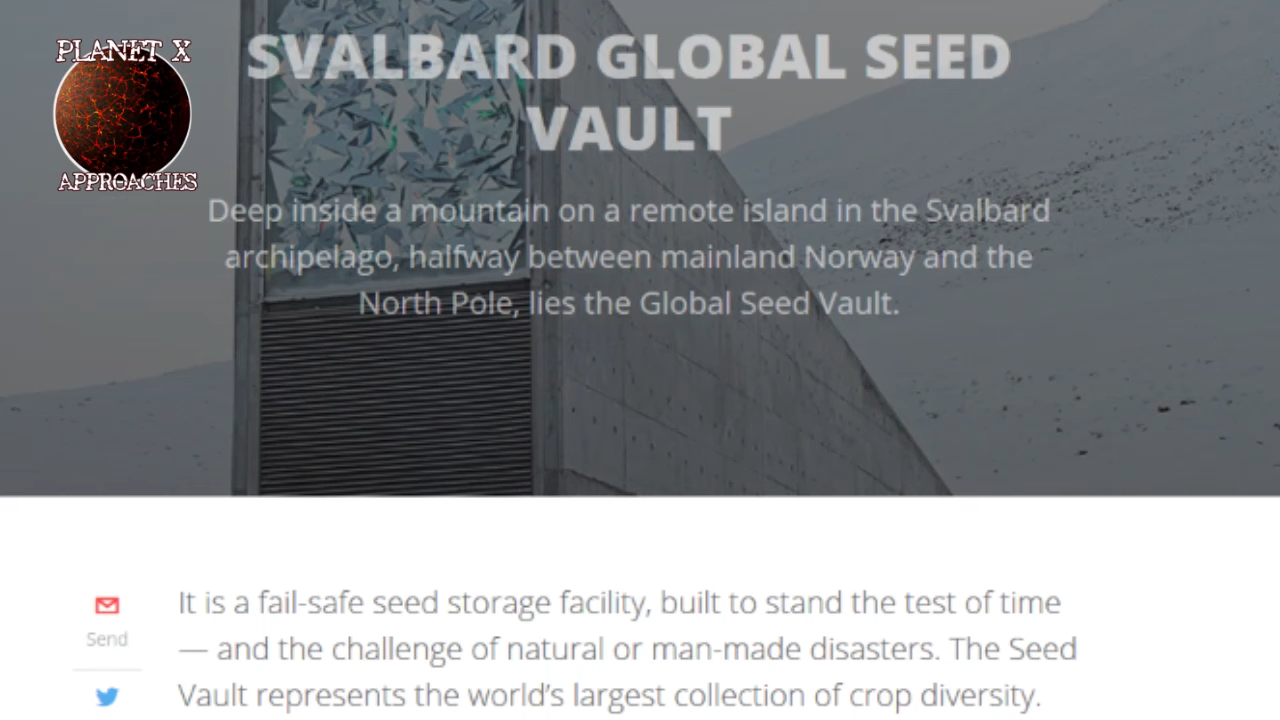 PLANET X
APPROACHES
SVALBARD GLOBAL SEED
VAULT
Deep inside a mountain on a remote island in the Svalbard
archipelago, halfway between mainland Norway and the
North Pole, lies the Global Seed Vault.
Send
It is a fail-safe seed storage facility, built to stand the test of time
— and the challenge of natural or man-made disasters. The Seed
Vault represents the world’s largest collection of crop diversity.